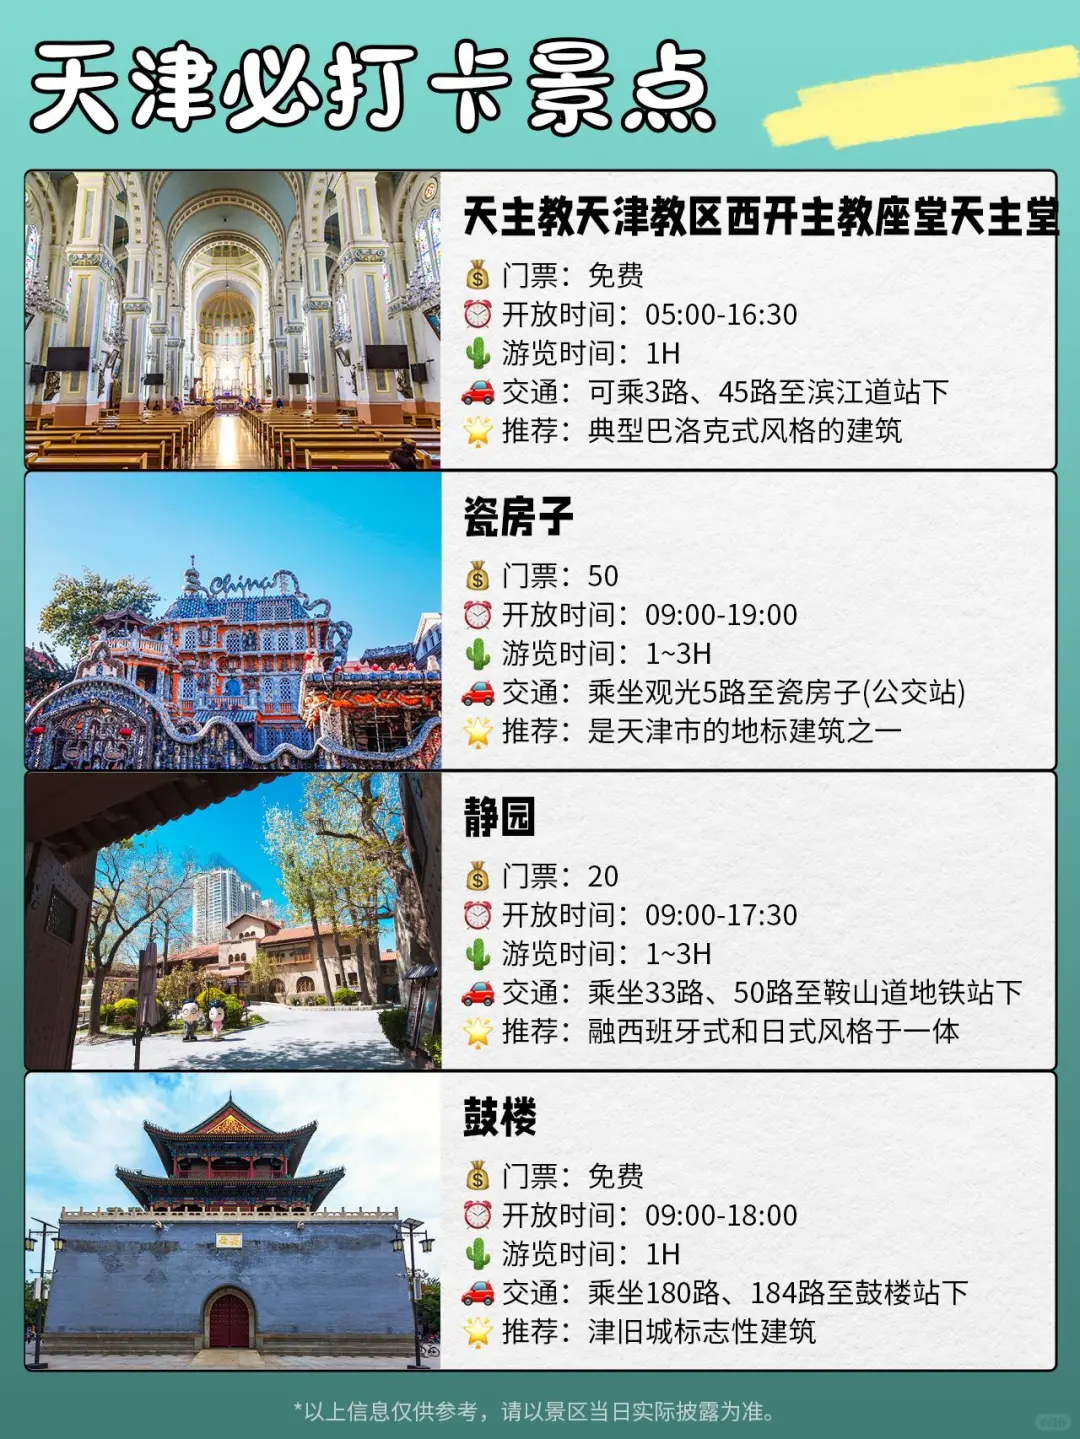 天津必打卡景点
天主教天津教区西开主教座堂天主堂
门票：免费
开放时间：05:00-16:30
游览时间：1H
交通：可乘3路、45路至滨江道站下
推荐：典型巴洛克式风格的建筑
China
瓷房子
门票：50
开放时间：09:00-19:00
游览时间：1~3H
交通：乘坐观光5路至瓷房子(公交站)
推荐：是天津市的地标建筑之一
静园
门票：20
开放时间：09:00-17:30
游览时间：1~3H
交通：乘坐33路、50路至鞍山道地铁站下
推荐：融西班牙式和日式风格于一体
鼓楼
门票：免费
开放时间：09:00-18:00
游览时间：1H
交通：乘坐180路、184路至鼓楼站下
推荐：津旧城标志性建筑
*以上信息仅供参考，请以景区当日实际披露为准。